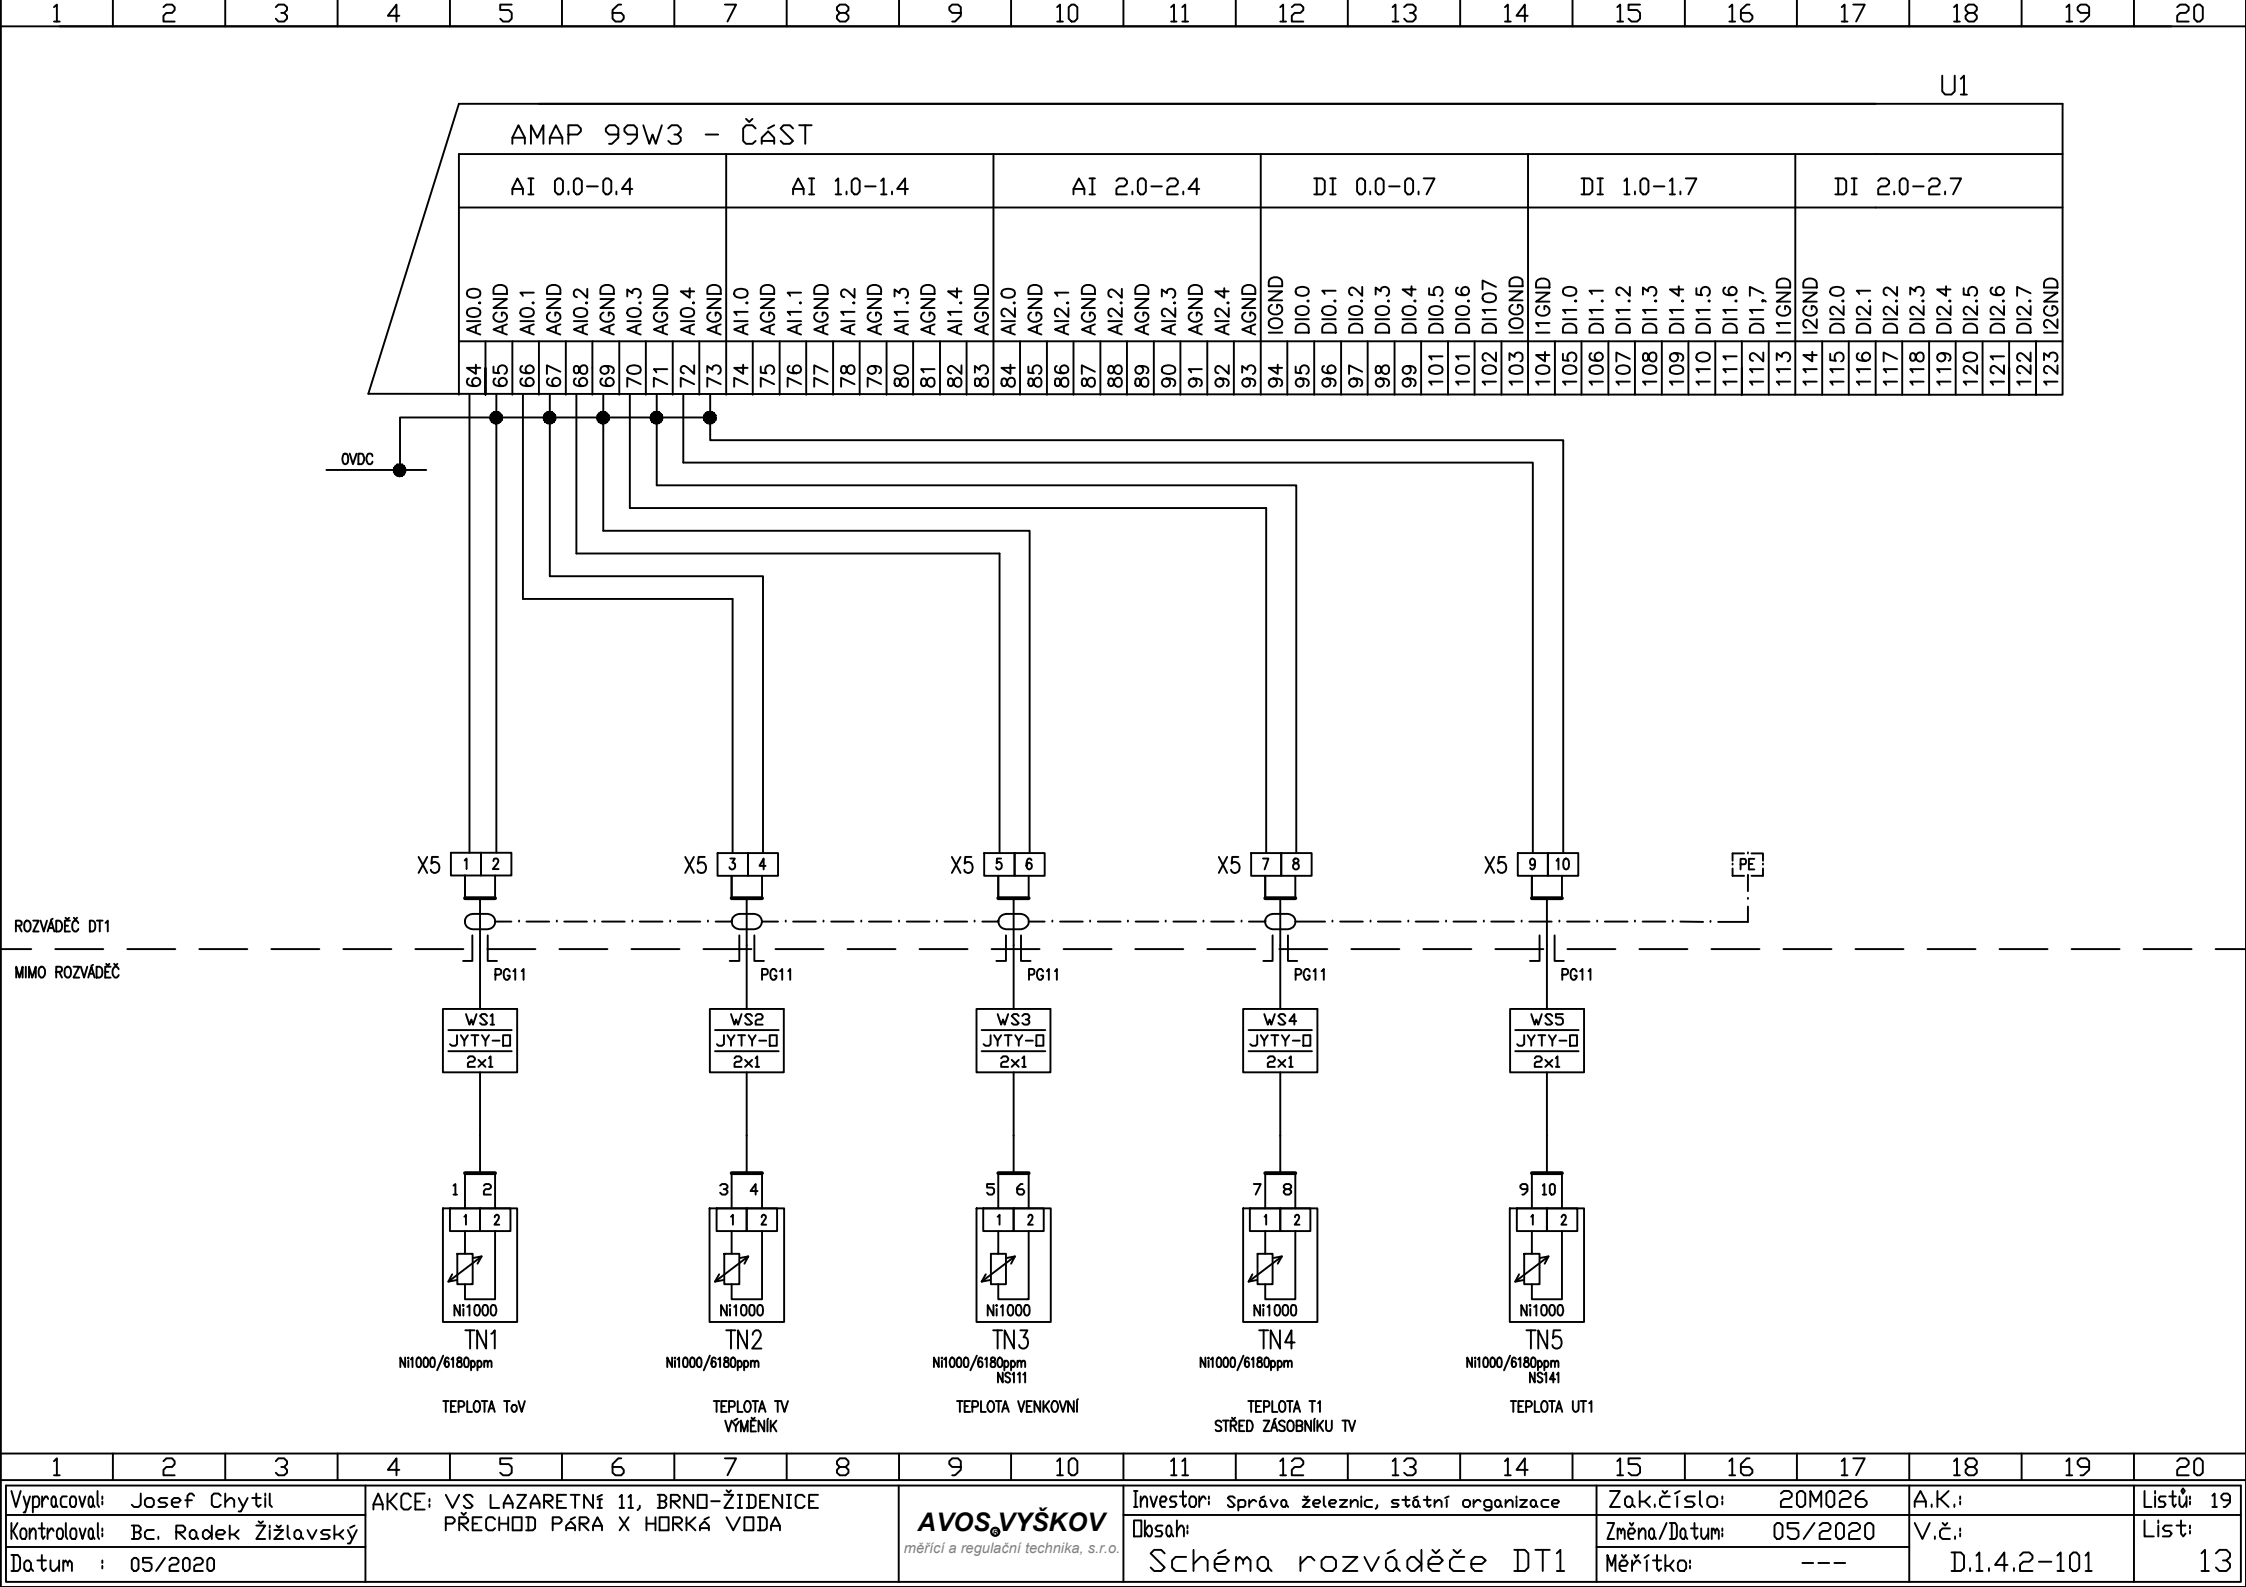 1 2 3 4 5 6 7 8 9 10 11 12 13 14 15 16 17 18 19 20
U1
AMAP 99W3 - ČáST
AI 0.0-0.4 AI 1.0-1.4 AI 2.0-2.4 DI 0.0-0.7 DI 1.0-1.7 DI 2.0-2.7
AI0.0 AGND AI0.1 AGND AI0.2 AGND AI0.3 AGND AI0.4 AGND AI1.0 AGND AI1.1 AGND AI1.2 AGND AI1.3 AGND AI1.4 AGND AI2.0 AGND AI2.1 AGND AI2.2 AGND AI2.3 AGND AI2.4 AGND I0GND DI0.0 DI0.1 DI0.2 DI0.3 DI0.4 DI0.5 DI0.6 DI107 I0GND I1GND DI1.0 DI1.1 DI1.2 DI1.3 DI1.4 DI1.5 DI1.6 DI1,7 I1GND I2GND DI2.0 DI2.1 DI2.2 DI2.3 DI2.4 DI2.5 DI2.6 DI2.7 I2GND
64 65 66 67 68 69 70 71 72 73 74 75 76 77 78 79 80 81 82 83 84 85 86 87 88 89 90 91 92 93 94 95 96 97 98 99 101 101 102 103 104 105 106 107 108 109 110 111 112 113 114 115 116 117 118 119 120 121 122 123
0VDC
X5 1 2 X5 3 4 X5 5 6 X5 7 8 X5 9 10 PE
ROZVÁDĚČ DT1
MIMO ROZVÁDĚČ
PG11 PG11 PG11 PG11 PG11
WS1 WS2 WS3 WS4 WS5
JYTY-O JYTY-O JYTY-O JYTY-O JYTY-O
2x1 2x1 2x1 2x1 2x1
1 2 3 4 5 6 7 8 9 10
1 2 1 2 1 2 1 2 1 2
Ni1000 Ni1000 Ni1000 Ni1000 Ni1000
TN1 TN2 TN3 TN4 TN5
Ni1000/6180ppm Ni1000/6180ppm Ni1000/6180ppm Ni1000/6180ppm Ni1000/6180ppm
NS111 NS141
TEPLOTA ToV TEPLOTA TV TEPLOTA VENKOVNÍ TEPLOTA T1 TEPLOTA UT1
VÝMĚNÍK STŘED ZÁSOBNÍKU TV
1 2 3 4 5 6 7 8 9 10 11 12 13 14 15 16 17 18 19 20
Vypracoval: Josef Chytil
Kontroloval: Bc. Radek Žižlavský
Datum : 05/2020
AKCE: VS LAZARETNí 11, BRNO-ŽIDENICE
PŘECHOD PáRA X HORKá VODA
AVOS VYŠKOV
měřící a regulační technika, s.r.o.
Investor: Správa železnic, státní organizace
Obsah:
Schéma rozváděče DT1
Zak.číslo: 20M026
Změna/Datum: 05/2020
Měřítko: ---
A.K.:
V.č.:
D.1.4.2-101
Listů: 19
List:
13